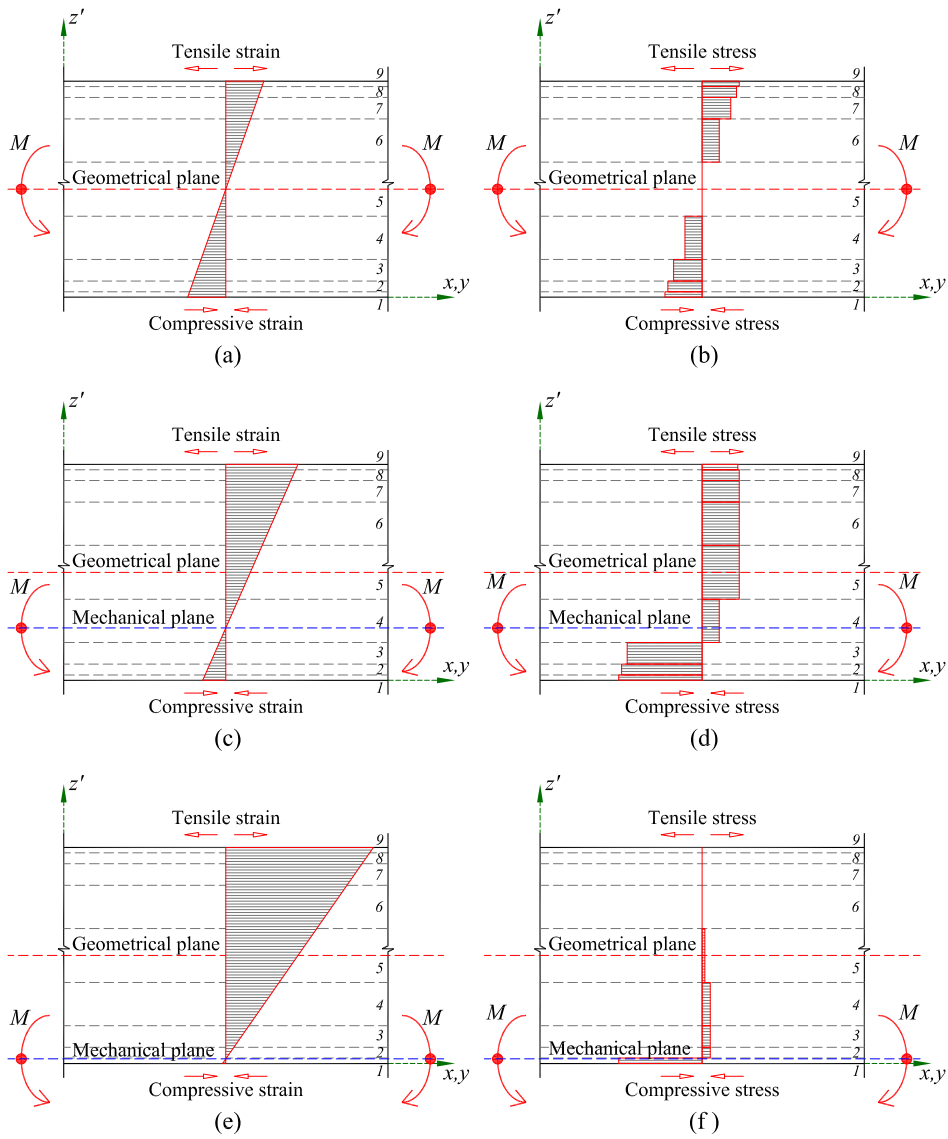 z′ z′
Tensile strain Tensile stress
9 9
8 8
7 7
6 6
M M M M
Geometrical plane Geometrical plane
5 5
4 4
3 3
2 2
x,y x,y
1 1
Compressive strain Compressive stress
(a) (b)
z′ z′
Tensile strain Tensile stress
9 9
8 8
7 7
6 6
Geometrical plane Geometrical plane
M 5 M M 5 M
Mechanical plane Mechanical plane
4 4
3 3
2 2
x,y x,y
1 1
Compressive strain Compressive stress
(c) (d)
z′ z′
Tensile strain Tensile stress
9 9
8 8
7 7
6 6
Geometrical plane Geometrical plane
5 5
4 4
M M M M
3 3
Mechanical plane 2 Mechanical plane 2
x,y x,y
1 1
Compressive strain Compressive stress
(e) (f)